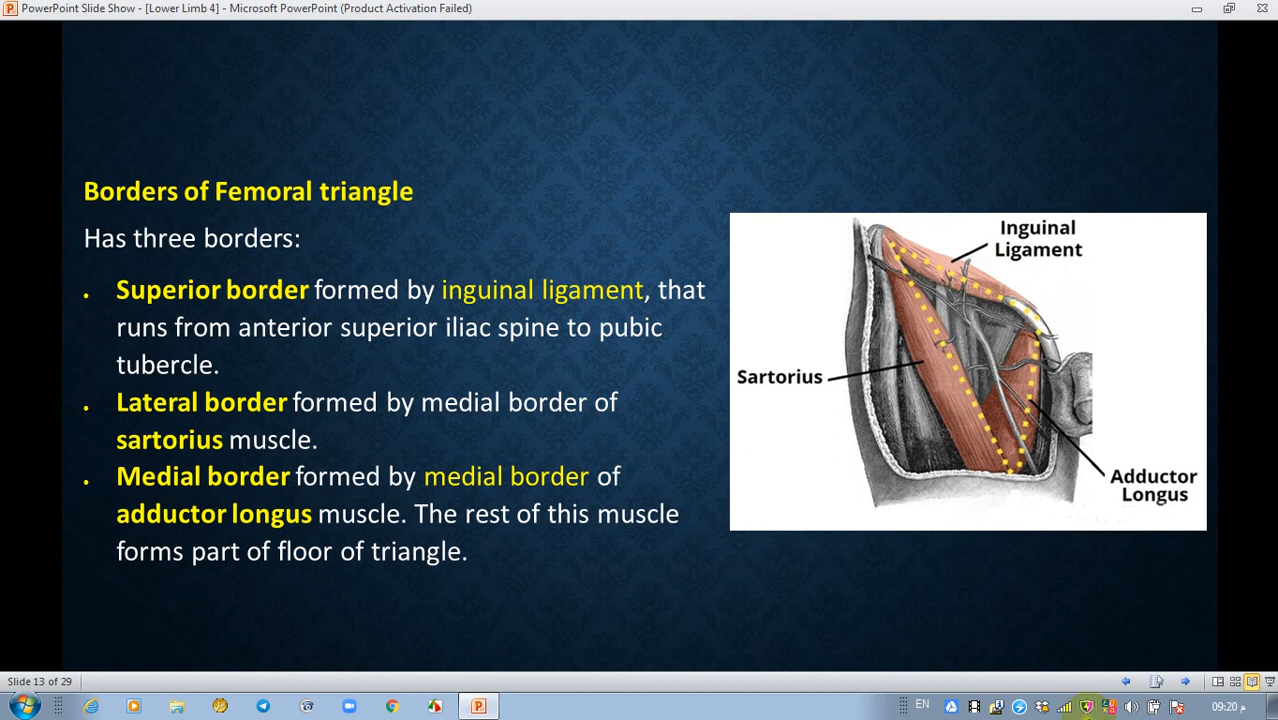 PowerPoint Slide Show - [Lower Limb 4] - Microsoft PowerPoint (Product Activation Failed)
Borders of Femoral triangle
Has three borders:
• Superior border formed by inguinal ligament, that
runs from anterior superior iliac spine to pubic
tubercle.
• Lateral border formed by medial border of
sartorius muscle.
• Medial border formed by medial border of
adductor longus muscle. The rest of this muscle
forms part of floor of triangle.
Inguinal
Ligament
Sartorius
Adductor
Longus
Slide 13 of 29
EN
09:20 م